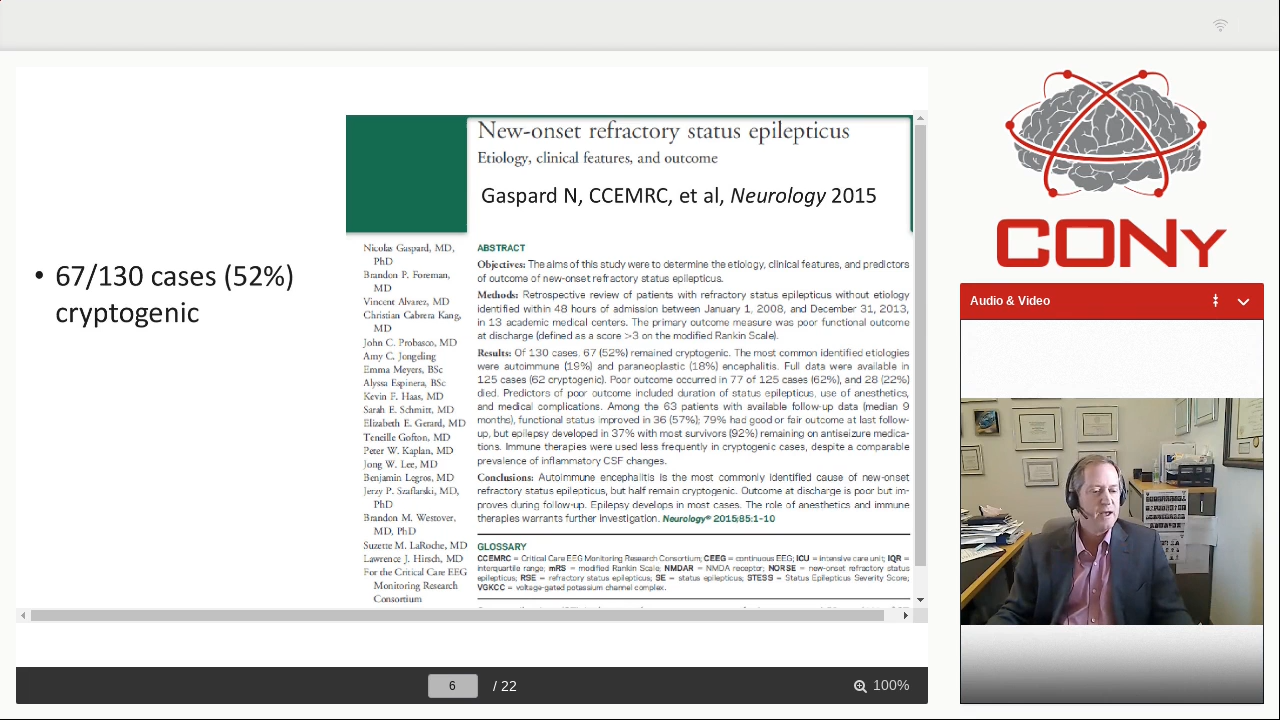 New-onset refractory status epilepticus
Etiology, clinical features, and outcome
Gaspard N, CCEMRC, et al, Neurology 2015
• 67/130 cases (52%)
cryptogenic
Nicolas Gaspard, MD,
PhD
Brandon P. Foreman,
MD
Vincent Alvarez, MD
Christian Cabrera Kang,
MD
John C. Probasco, MD
Amy C. Jongeling
Emma Meyers, BSc
Alyssa Espinera, BSc
Kevin F. Haas, MD
Sarah E. Schmitt, MD
Elizabeth E. Gerard, MD
Teneille Gofton, MD
Peter W. Kaplan, MD
Jong W. Lee, MD
Benjamin Legros, MD
Jerzy P. Szaflarski, MD,
PhD
Brandon M. Westover,
MD, PhD
Suzette M. LaRoche, MD
Lawrence J. Hirsch, MD
For the Critical Care EEG
Monitoring Research
Consortium
ABSTRACT
Objectives: The aims of this study were to determine the etiology, clinical features, and predictors
of outcome of new-onset refractory status epilepticus.
Methods: Retrospective review of patients with refractory status epilepticus without etiology
identified within 48 hours of admission between January 1, 2008, and December 31, 2013,
in 13 academic medical centers. The primary outcome measure was poor functional outcome
at discharge (defined as a score >3 on the modified Rankin Scale).
Results: Of 130 cases, 67 (52%) remained cryptogenic. The most common identified etiologies
were autoimmune (19%) and paraneoplastic (18%) encephalitis. Full data were available in
125 cases (62 cryptogenic). Poor outcome occurred in 77 of 125 cases (62%), and 28 (22%)
died. Predictors of poor outcome included duration of status epilepticus, use of anesthetics,
and medical complications. Among the 63 patients with available follow-up data (median 9
months), functional status improved in 36 (57%); 79% had good or fair outcome at last follow-
up, but epilepsy developed in 37% with most survivors (92%) remaining on antiseizure medica-
tions. Immune therapies were used less frequently in cryptogenic cases, despite a comparable
prevalence of inflammatory CSF changes.
Conclusions: Autoimmune encephalitis is the most commonly identified cause of new-onset
refractory status epilepticus, but half remain cryptogenic. Outcome at discharge is poor but im-
proves during follow-up. Epilepsy develops in most cases. The role of anesthetics and immune
therapies warrants further investigation. Neurology® 2015;85:1–10
GLOSSARY
CCEMRC = Critical Care EEG Monitoring Research Consortium; CEEG = continuous EEG; ICU = intensive care unit; IQR =
interquartile range; mRS = modified Rankin Scale; NMDAR = NMDA receptor; NORSE = new-onset refractory status
epilepticus; RSE = refractory status epilepticus; SE = status epilepticus; STESS = Status Epilepticus Severity Score;
VGKCC = voltage-gated potassium channel complex.
6 / 22
100%
CONy
Audio & Video